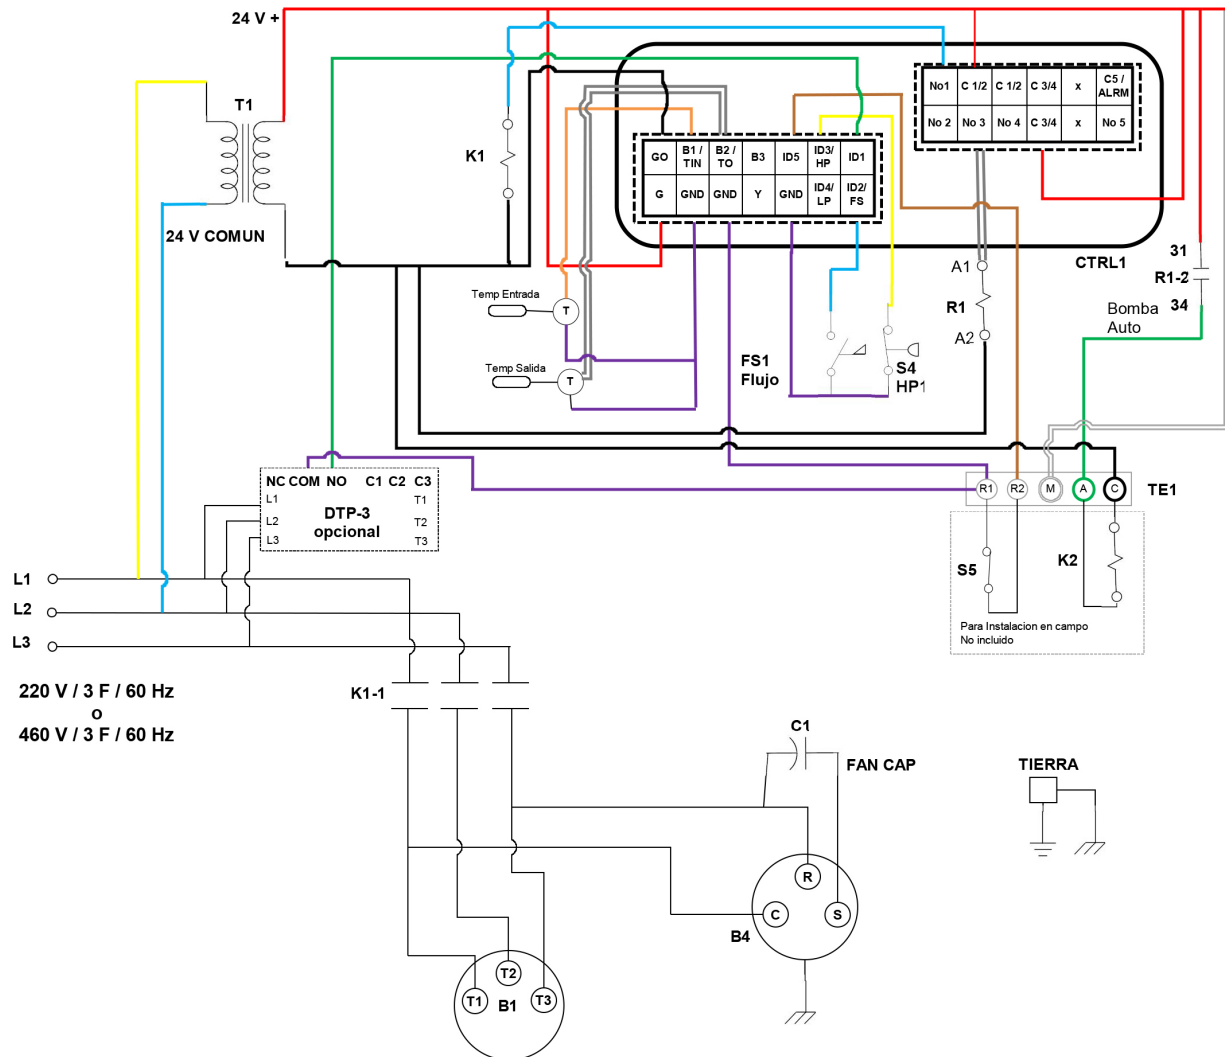 24 V +
T1
24 V COMUN
K1
No1
C 1/2
C 1/2
C 3/4
x
C5 /
ALRM
No 2
No 3
No 4
C 3/4
x
No 5
GO
B1 /
TIN
B2 /
TO
B3
ID5
ID3/
HP
ID1
G
GND
GND
Y
GND
ID4/
LP
ID2/
FS
CTRL1
A1
R1
A2
31
R1-2
34
Bomba
Auto
Temp Entrada
T
Temp Salida
T
FS1
Flujo
S4
HP1
NC COM NO C1 C2 C3
L1
T1
DTP-3
opcional
L2
T2
L3
T3
R1
R2
M
A
C
TE1
S5
K2
Para Instalacion en campo
No incluido
L1
L2
L3
220 V / 3 F / 60 Hz
o
460 V / 3 F / 60 Hz
K1-1
C1
FAN CAP
TIERRA
R
C
S
B4
T2
T1
B1
T3